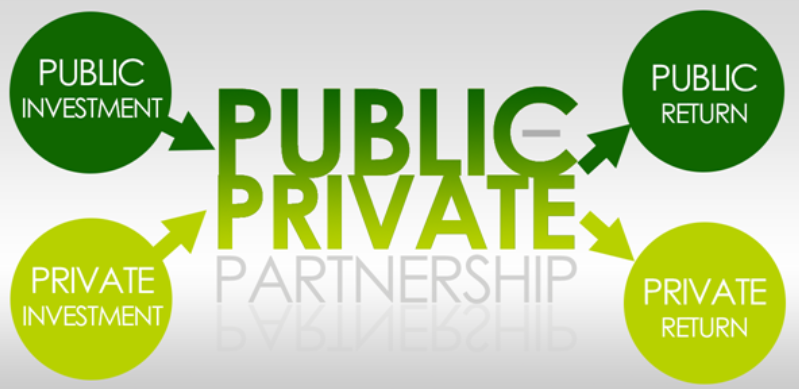 PUBLIC
INVESTMENT
PRIVATE
INVESTMENT
PUBLIC-
PRIVATE
PARTNERSHIP
PUBLIC
RETURN
PRIVATE
RETURN